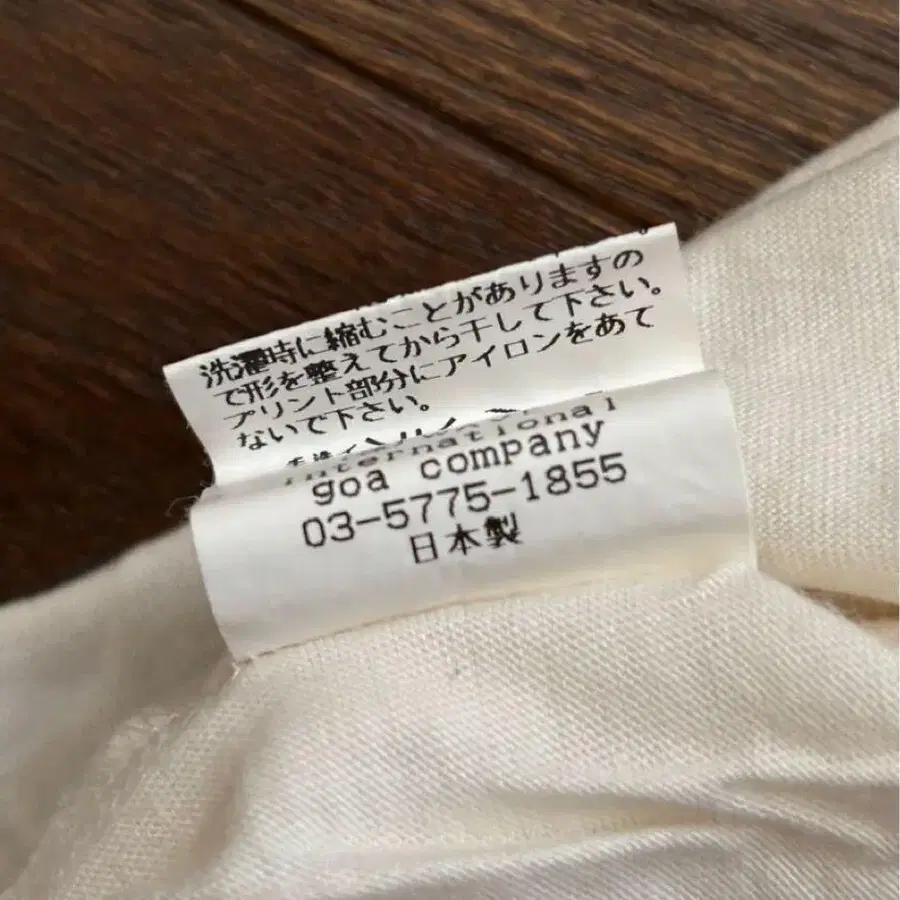 洗濯時に縮むことがありますの
で形を整えてから干して下さい。
プリント部分にアイロンをあて
ないで下さい。
international
goa company
03-5775-1855
日本製